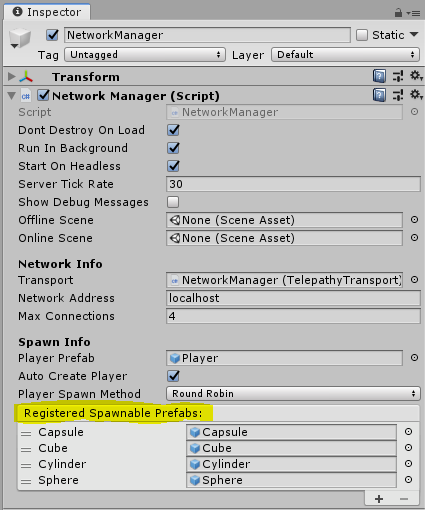 Inspector
NetworkManager Static
Tag Untagged Layer Default
Transform
Network Manager (Script)
Script NetworkManager
Dont Destroy On Load
Run In Background
Start On Headless
Server Tick Rate 30
Show Debug Messages
Offline Scene None (Scene Asset)
Online Scene None (Scene Asset)
Network Info
Transport NetworkManager (TelepathyTransport)
Network Address localhost
Max Connections 4
Spawn Info
Player Prefab Player
Auto Create Player
Player Spawn Method Round Robin
Registered Spawnable Prefabs:
Capsule Capsule
Cube Cube
Cylinder Cylinder
Sphere Sphere
+ −